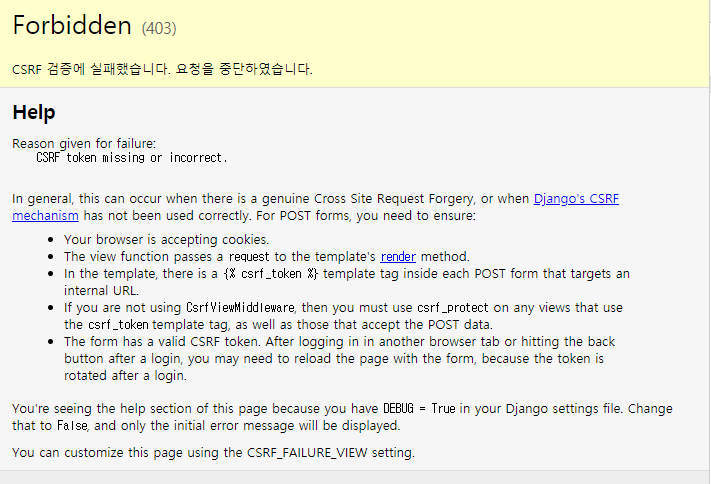 Forbidden (403)
CSRF 검증에 실패했습니다. 요청을 중단하였습니다.
Help
Reason given for failure:
CSRF token missing or incorrect.
In general, this can occur when there is a genuine Cross Site Request Forgery, or when Django's CSRF
mechanism has not been used correctly. For POST forms, you need to ensure:
• Your browser is accepting cookies.
• The view function passes a request to the template's render method.
• In the template, there is a {% csrf_token %} template tag inside each POST form that targets an
internal URL.
• If you are not using CsrfViewMiddleware, then you must use csrf_protect on any views that use
the csrf_token template tag, as well as those that accept the POST data.
• The form has a valid CSRF token. After logging in in another browser tab or hitting the back
button after a login, you may need to reload the page with the form, because the token is
rotated after a login.
You're seeing the help section of this page because you have DEBUG = True in your Django settings file. Change
that to False, and only the initial error message will be displayed.
You can customize this page using the CSRF_FAILURE_VIEW setting.